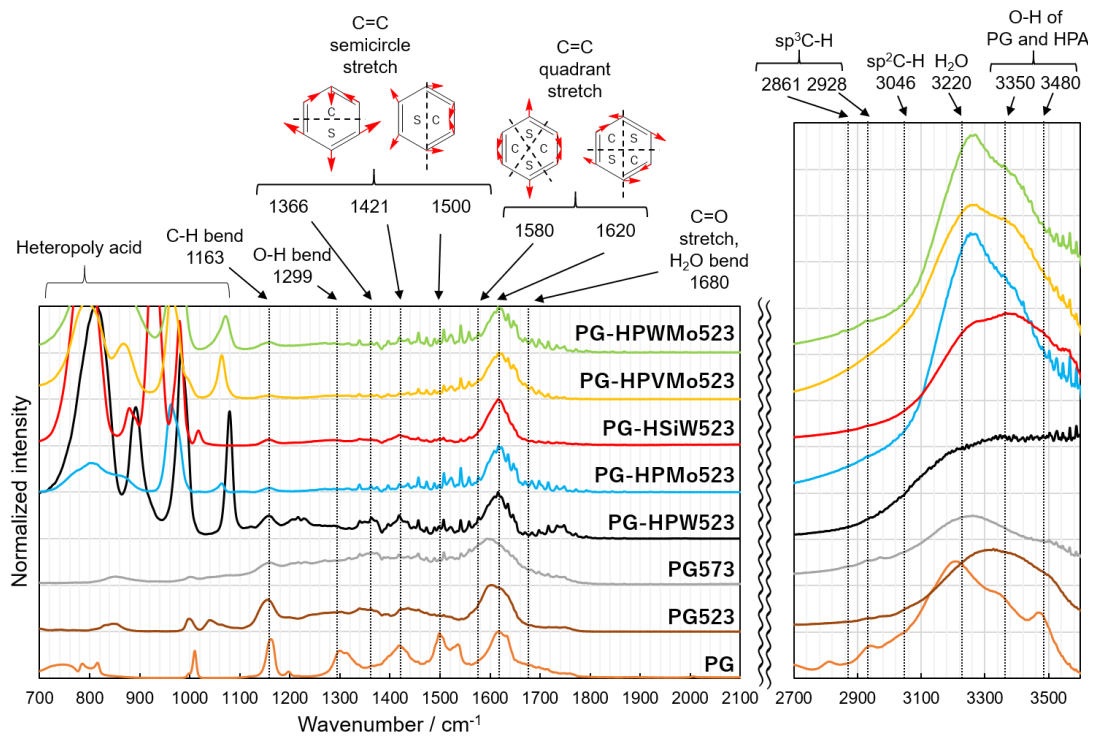 C=C
semicircle
stretch
C=C
quadrant
stretch
C
S
S C
S
C C
S
C S
S C
1366 1421 1500
1580 1620
C-H bend
1163
O-H bend
1299
C=O
stretch,
H₂O bend
1680
Heteropoly acid
sp³C-H
2861 2928
sp²C-H
3046
H₂O
3220
O-H of
PG and HPA
3350 3480
PG-HPWMo523
PG-HPVMo523
PG-HSiW523
PG-HPMo523
PG-HPW523
PG573
PG523
PG
Normalized intensity
700 800 900 1000 1100 1200 1300 1400 1500 1600 1700 1800 1900 2000 2100
2700 2900 3100 3300 3500
Wavenumber / cm⁻¹